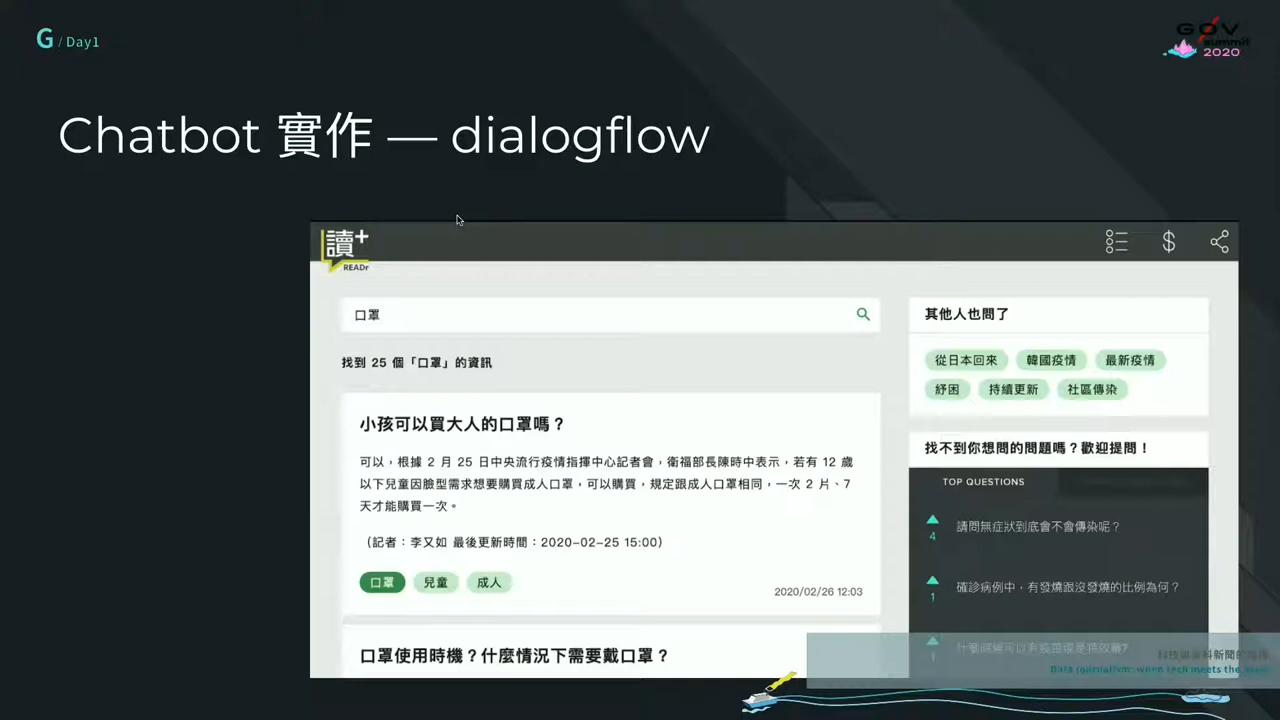 G / Day1
G0V
summit
2020
Chatbot 實作 — dialogflow
讀+
READr
口罩
找到 25 個「口罩」的資訊
小孩可以買大人的口罩嗎？
可以，根據 2 月 25 日中央流行疫情指揮中心記者會，衛福部長陳時中表示，若有 12 歲
以下兒童因臉型需求想要購買成人口罩，可以購買，規定跟成人口罩相同，一次 2 片、7
天才能購買一次。
（記者：李又如 最後更新時間：2020-02-25 15:00）
口罩 兒童 成人
2020/02/26 12:03
口罩使用時機？什麼情況下需要戴口罩？
其他人也問了
從日本回來 韓國疫情 最新疫情
紓困 持續更新 社區傳染
找不到你想問的問題嗎？歡迎提問！
TOP QUESTIONS
請問無症狀到底會不會傳染呢？
4
確診病例中，有發燒跟沒發燒的比例為何？
1
1
Data journalism: when tech meets the